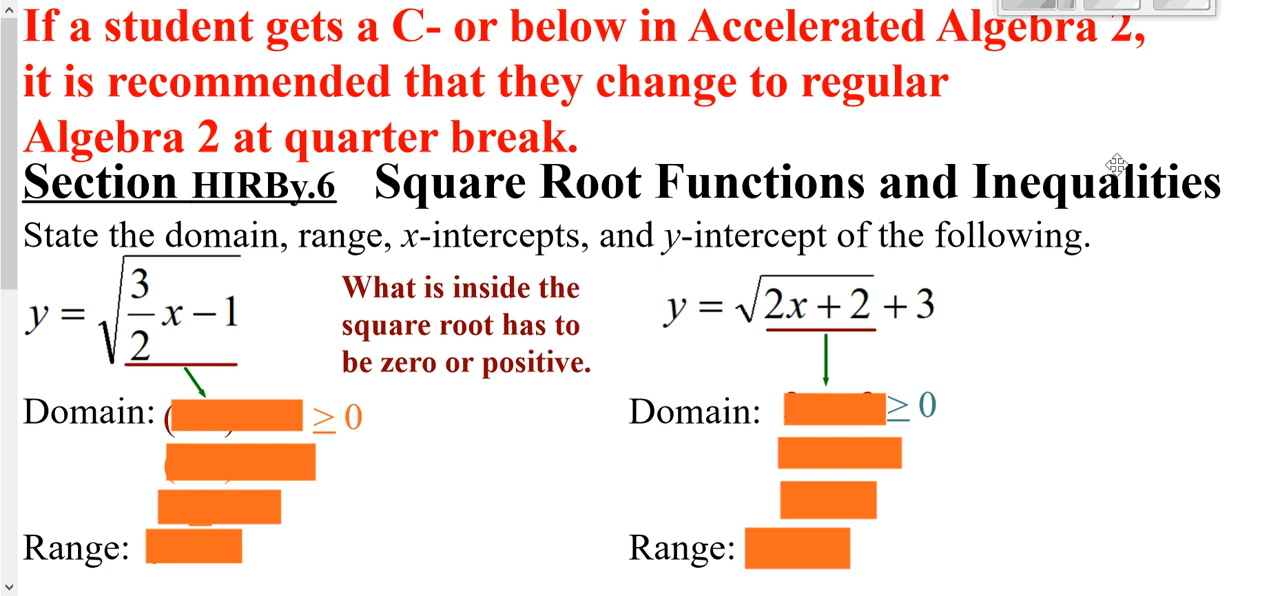 If a student gets a C- or below in Accelerated Algebra 2,
it is recommended that they change to regular
Algebra 2 at quarter break.
Section HIRBy.6 Square Root Functions and Inequalities
State the domain, range, x-intercepts, and y-intercept of the following.
y = √(3/2 x − 1)
What is inside the
square root has to
be zero or positive.
y = √(2x + 2) + 3
Domain: ( ≥ 0
Range:
Domain: ≥ 0
Range: